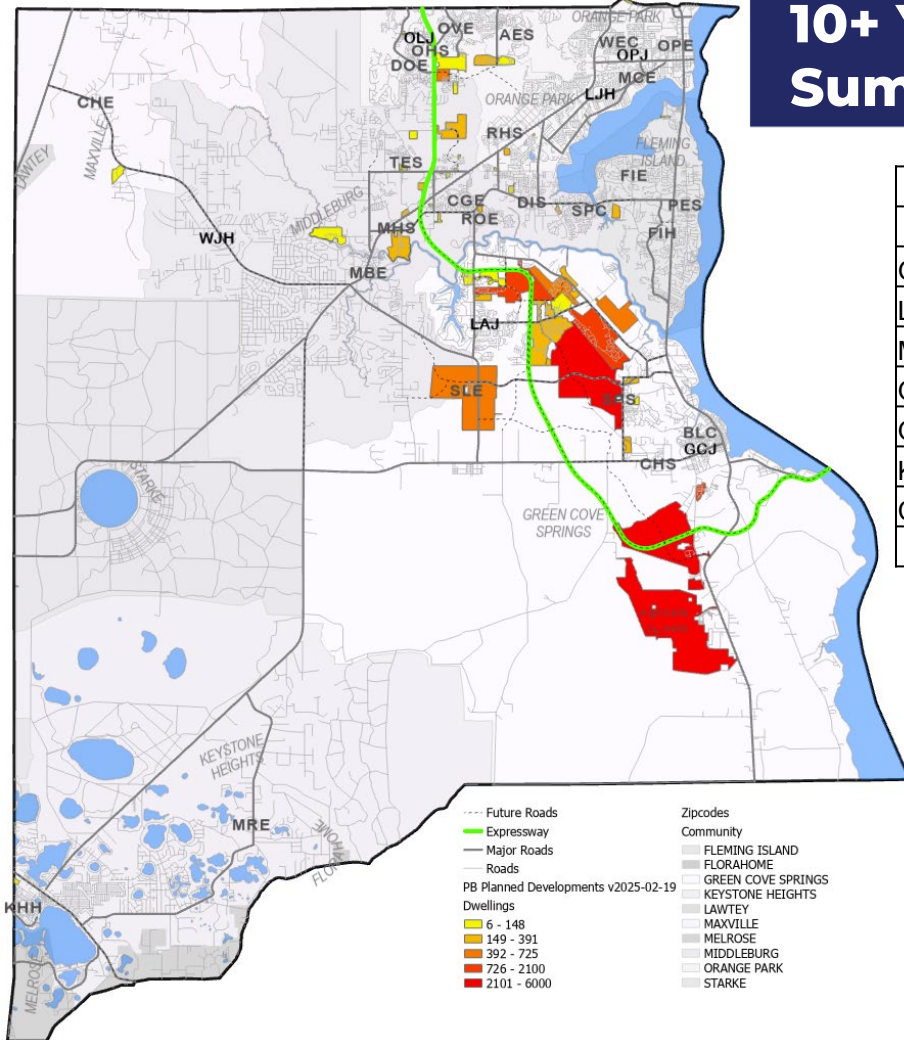 10+ Y
Sum
ORANGE PARK
OVE
OLJ
AES
OHS
DOE
WEC
OPE
OPJ
MCE
LJH
CHE
ORANGE PARK
RHS
MAXVILLE
LAWTEY
FLEMING
ISLAND
TES
FIE
CGE
DIS
SPC
PES
ROE
MIDDLEBURG
MHS
FIH
WJH
MBE
LAJ
SLE
BLC
GCJ
CHS
STARKE
GREEN COVE
SPRINGS
KEYSTONE
HEIGHTS
MRE
FLORAHOME
KHH
MELROSE
Future Roads
Expressway
Major Roads
Roads
PB Planned Developments v2025-02-19
Dwellings
6 - 148
149 - 391
392 - 725
726 - 2100
2101 - 6000
Zipcodes
Community
FLEMING ISLAND
FLORAHOME
GREEN COVE SPRINGS
KEYSTONE HEIGHTS
LAWTEY
MAXVILLE
MELROSE
MIDDLEBURG
ORANGE PARK
STARKE